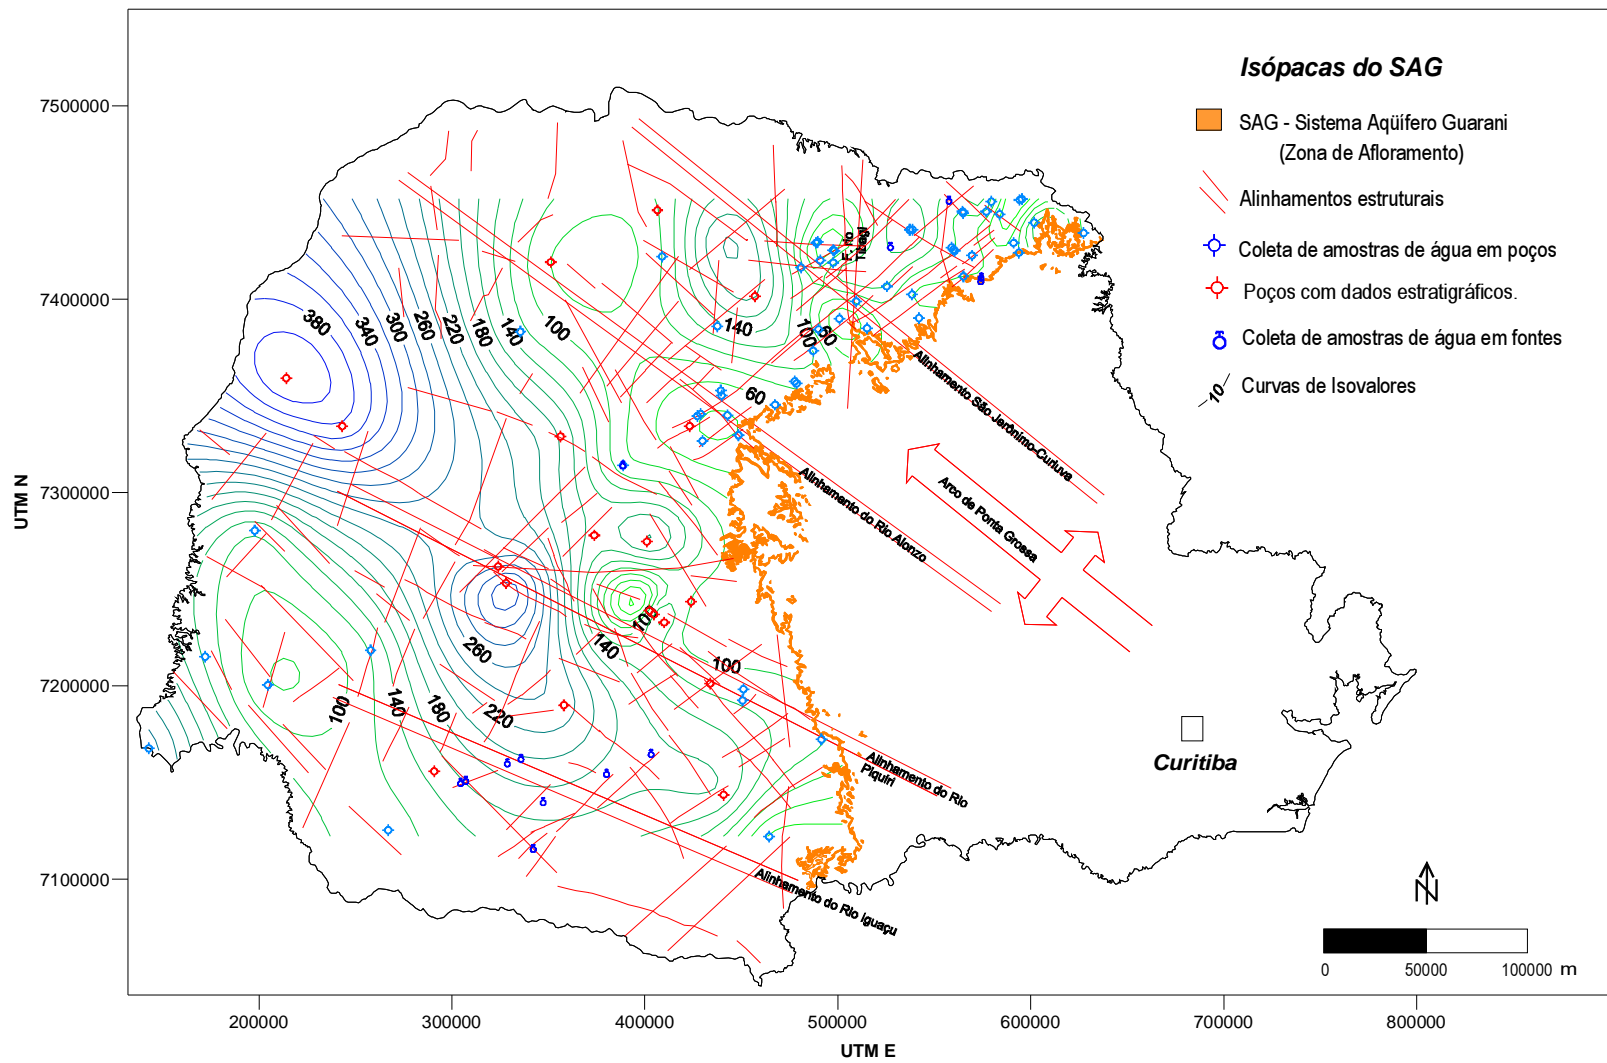 Isópacas do SAG
SAG - Sistema Aqüífero Guarani
(Zona de Afloramento)
Alinhamentos estruturais
Coleta de amostras de água em poços
Poços com dados estratigráficos.
Coleta de amostras de água em fontes
10
Curvas de Isovalores
UTM N
7500000
7400000
7300000
7200000
7100000
380
340
300
260
220
180
140
100
140
100
60
60
F. Rio
Tibagi
Alinhamento São Jerônimo-Curiuva
Arco de Ponta Grossa
Alinhamento do Rio Alonzo
260
140
100
100
140
180
220
Alinhamento do Rio
Piquiri
Alinhamento do Rio Iguaçu
Curitiba
N
0
50000
100000 m
200000
300000
400000
500000
600000
700000
800000
UTM E